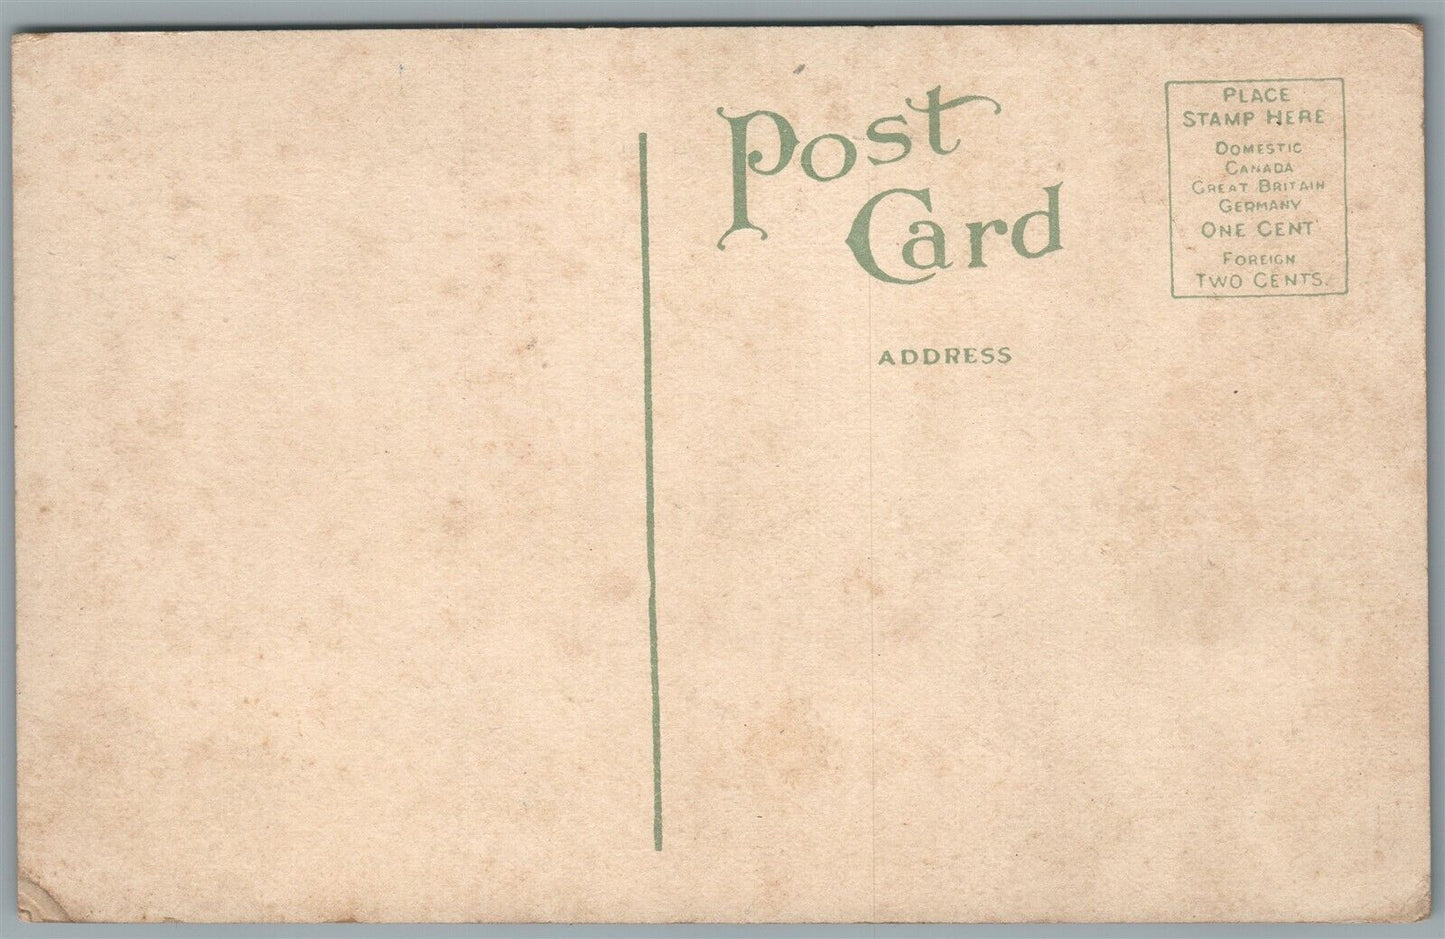 Post
Card
PLACE
STAMP HERE
DOMESTIC
CANADA
GREAT BRITAIN
GERMANY
ONE CENT
FOREIGN
TWO CENTS.
ADDRESS